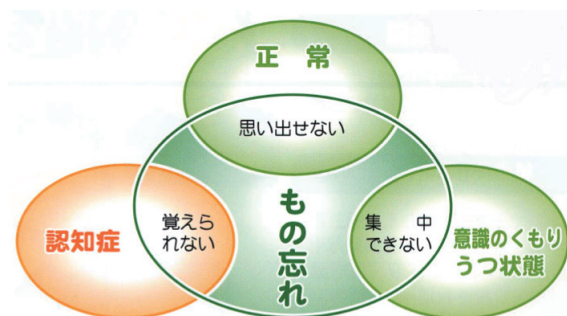 正常
思い出せない
認知症
覚えら
れない
もの忘れ
集中
できない
意識のくもり
うつ状態